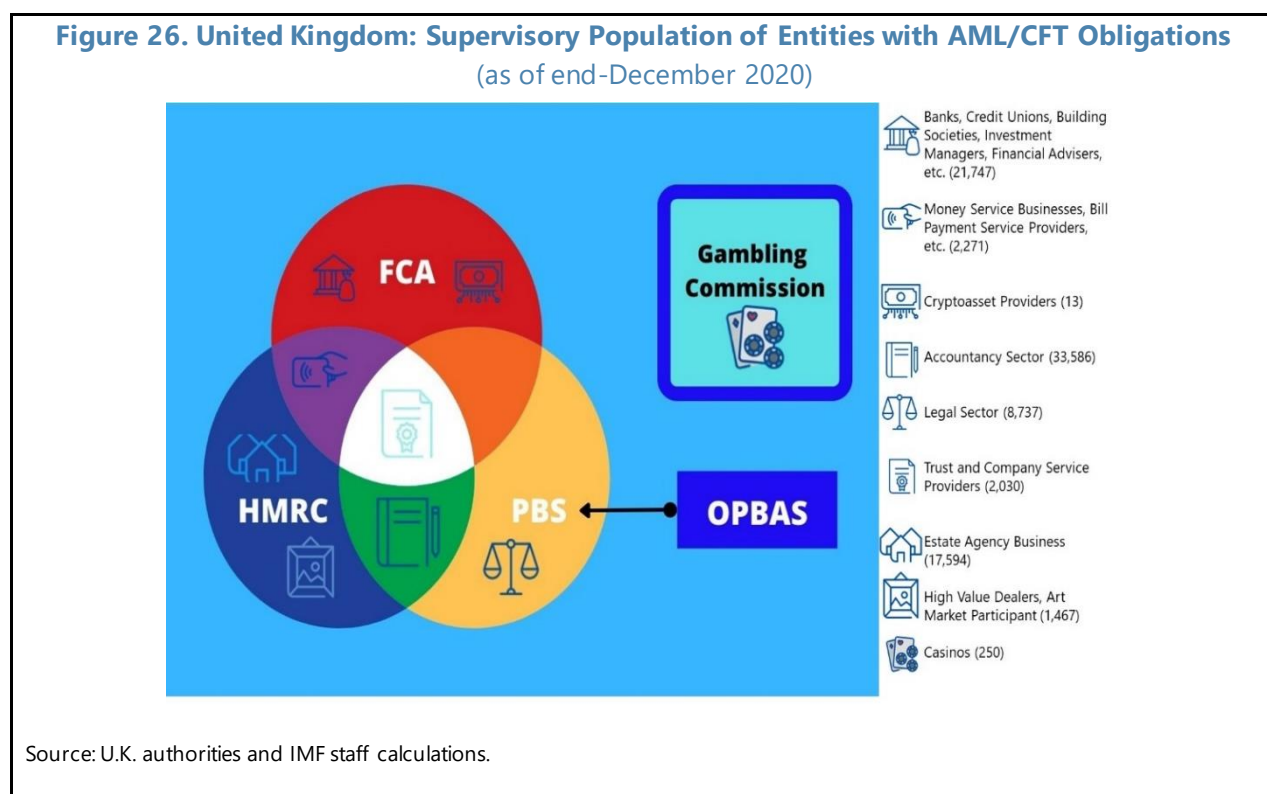 Figure 26. United Kingdom: Supervisory Population of Entities with AML/CFT Obligations
(as of end-December 2020)
FCA
HMRC
PBS
Gambling
Commission
OPBAS
Banks, Credit Unions, Building
Societies, Investment
Managers, Financial Advisers,
etc. (21,747)
Money Service Businesses, Bill
Payment Service Providers,
etc. (2,271)
Cryptoasset Providers (13)
Accountancy Sector (33,586)
Legal Sector (8,737)
Trust and Company Service
Providers (2,030)
Estate Agency Business
(17,594)
High Value Dealers, Art
Market Participant (1,467)
Casinos (250)
Source: U.K. authorities and IMF staff calculations.